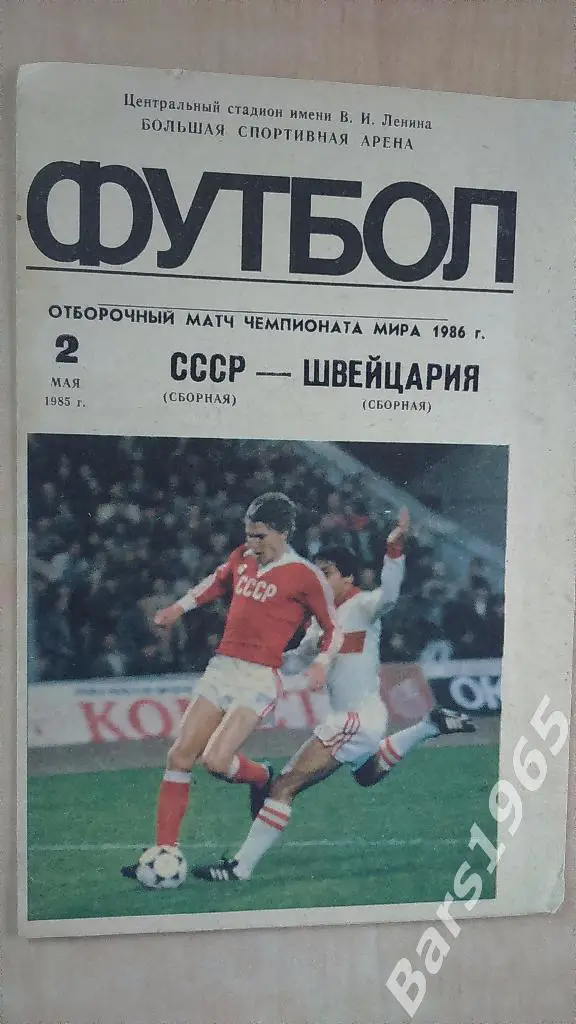 Центральный стадион имени В. И. Ленина
БОЛЬШАЯ СПОРТИВНАЯ АРЕНА
ФУТБОЛ
ОТБОРОЧНЫЙ МАТЧ ЧЕМПИОНАТА МИРА 1986 г.
2
МАЯ
1985 г.
СССР — ШВЕЙЦАРИЯ
(СБОРНАЯ) (СБОРНАЯ)
СССР
Bars1965